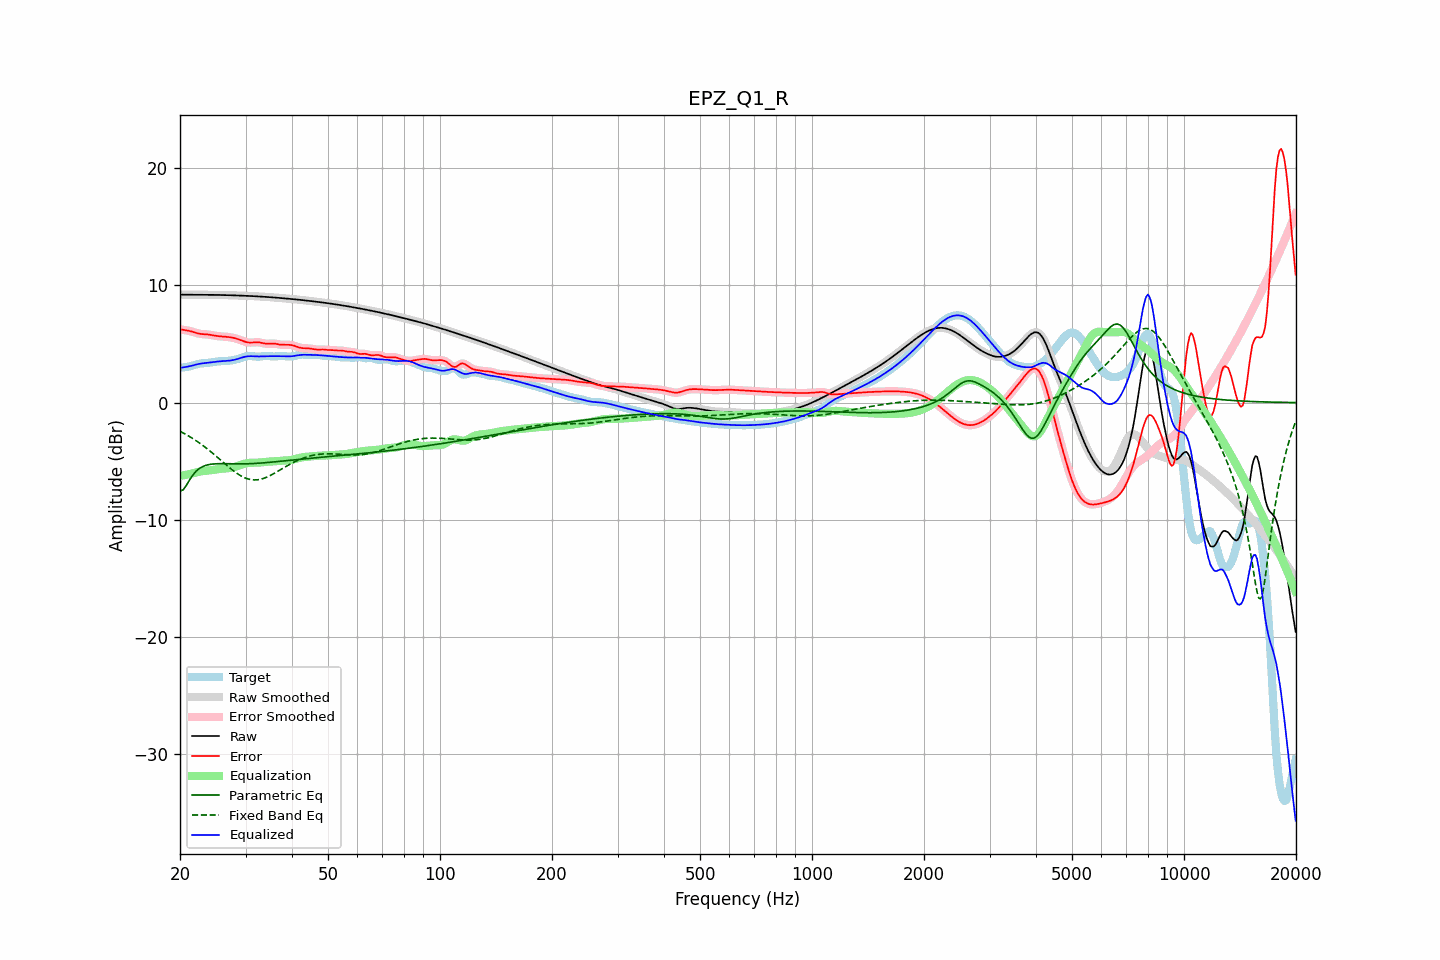 EPZ_Q1_R
Amplitude (dBr)
20
10
0
−10
−20
−30
Target
Raw Smoothed
Error Smoothed
Raw
Error
Equalization
Parametric Eq
Fixed Band Eq
Equalized
20 50 100 200 500 1000 2000 5000 10000 20000
Frequency (Hz)